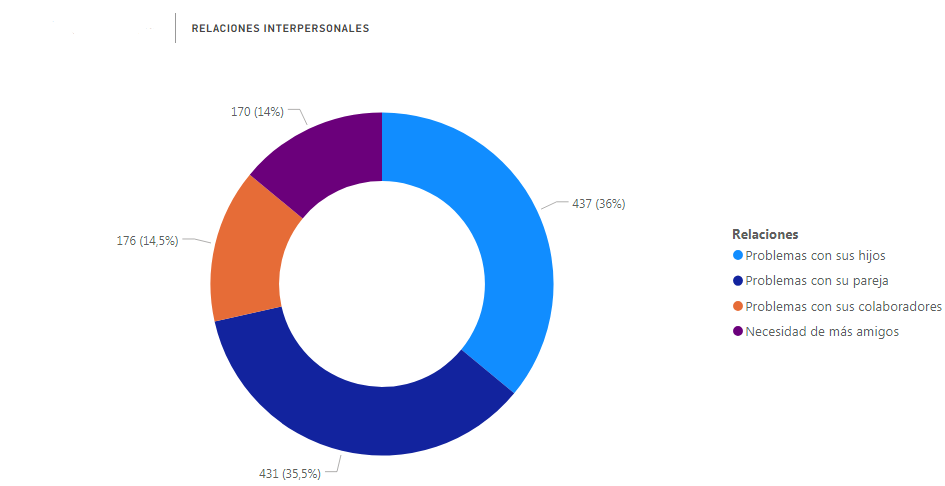 RELACIONES INTERPERSONALES
170 (14%)
437 (36%)
176 (14,5%)
431 (35,5%)
Relaciones
Problemas con sus hijos
Problemas con su pareja
Problemas con sus colaboradores
Necesidad de más amigos